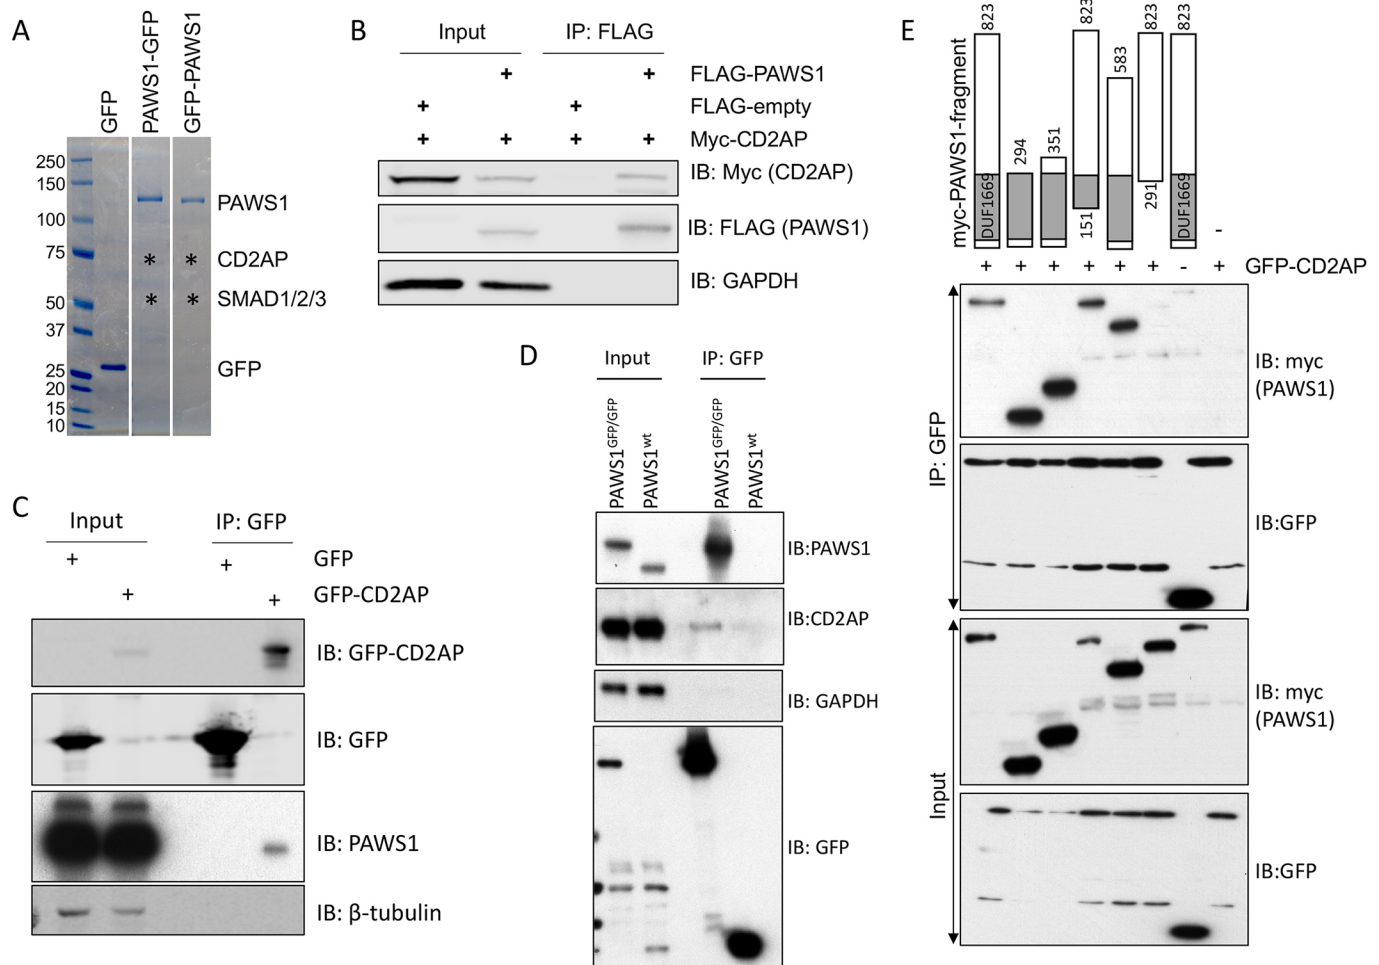 A
GFP
PAWS1-GFP
GFP-PAWS1
250
150
100
75
50
37
25
20
15
10
PAWS1
CD2AP
SMAD1/2/3
GFP
* *
* *
B
Input IP: FLAG
+ + FLAG-PAWS1
+ + FLAG-empty
+ + + + Myc-CD2AP
IB: Myc (CD2AP)
IB: FLAG (PAWS1)
IB: GAPDH
C
Input IP: GFP
+ + GFP
+ + GFP-CD2AP
IB: GFP-CD2AP
IB: GFP
IB: PAWS1
IB: β-tubulin
D
Input IP: GFP
PAWS1GFP/GFP
PAWS1wt
PAWS1GFP/GFP
PAWS1wt
IB:PAWS1
IB:CD2AP
IB: GAPDH
IB: GFP
E
myc-PAWS1-fragment
823
DUF1669
294
351
823
151
583
823
291
823
DUF1669
-
+ + + + + + - + GFP-CD2AP
IP: GFP
IB: myc
(PAWS1)
IB:GFP
Input
IB: myc
(PAWS1)
IB:GFP